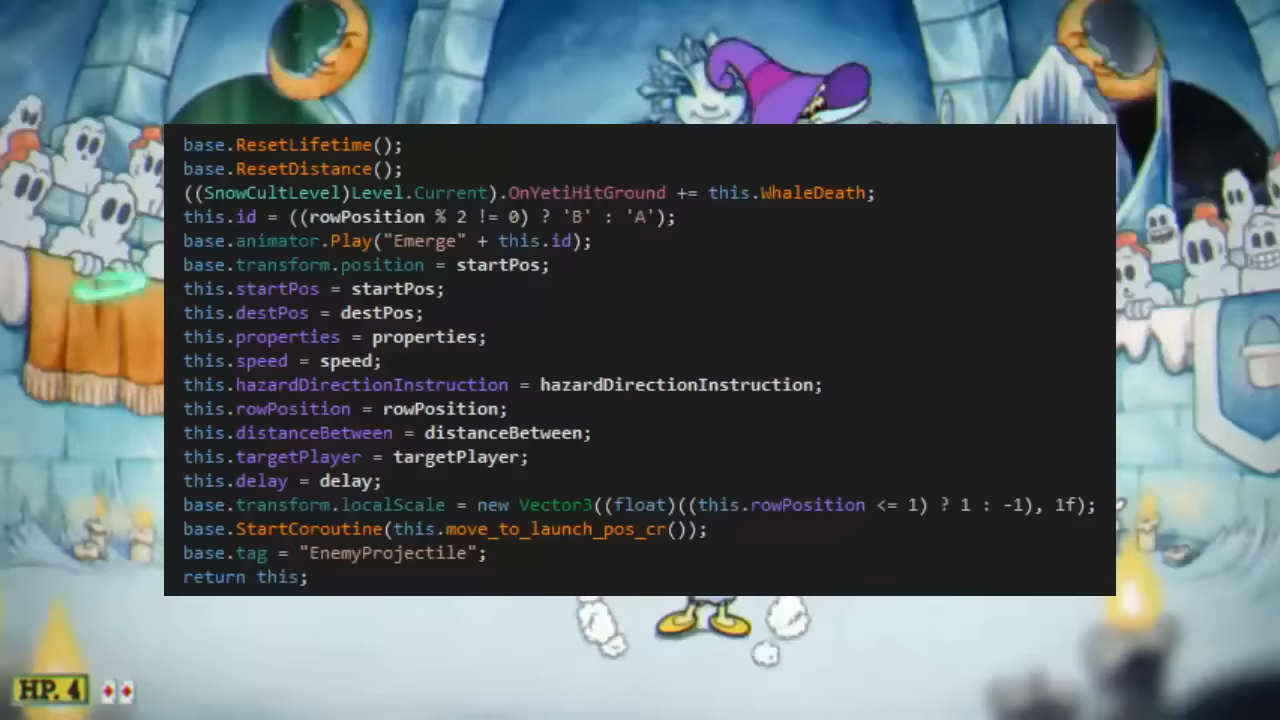 base.ResetLifetime();
base.ResetDistance();
((SnowCultLevel)Level.Current).OnYetiHitGround += this.WhaleDeath;
this.id = ((rowPosition % 2 != 0) ? 'B' : 'A');
base.animator.Play("Emerge" + this.id);
base.transform.position = startPos;
this.startPos = startPos;
this.destPos = destPos;
this.properties = properties;
this.speed = speed;
this.hazardDirectionInstruction = hazardDirectionInstruction;
this.rowPosition = rowPosition;
this.distanceBetween = distanceBetween;
this.targetPlayer = targetPlayer;
this.delay = delay;
base.transform.localScale = new Vector3((float)((this.rowPosition <= 1) ? 1 : -1), 1f);
base.StartCoroutine(this.move_to_launch_pos_cr());
base.tag = "EnemyProjectile";
return this;
HP. 4